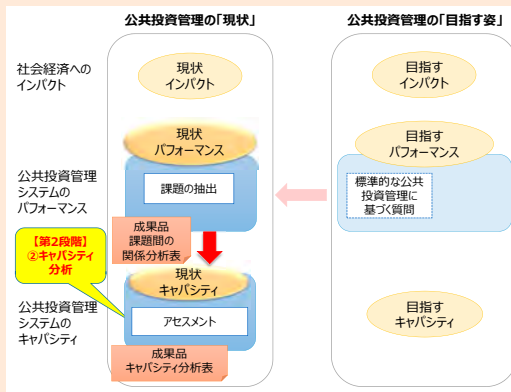 公共投資管理の「現状」
公共投資管理の「目指す姿」
社会経済への
インパクト
現状
インパクト
目指す
インパクト
現状
パフォーマンス
目指す
パフォーマンス
公共投資管理
システムの
パフォーマンス
課題の抽出
標準的な公共
投資管理に
基づく質問
成果品
課題間の
関係分析表
【第2段階】
②キャパシティ
分析
現状
キャパシティ
公共投資管理
システムの
キャパシティ
アセスメント
目指す
キャパシティ
成果品
キャパシティ分析表